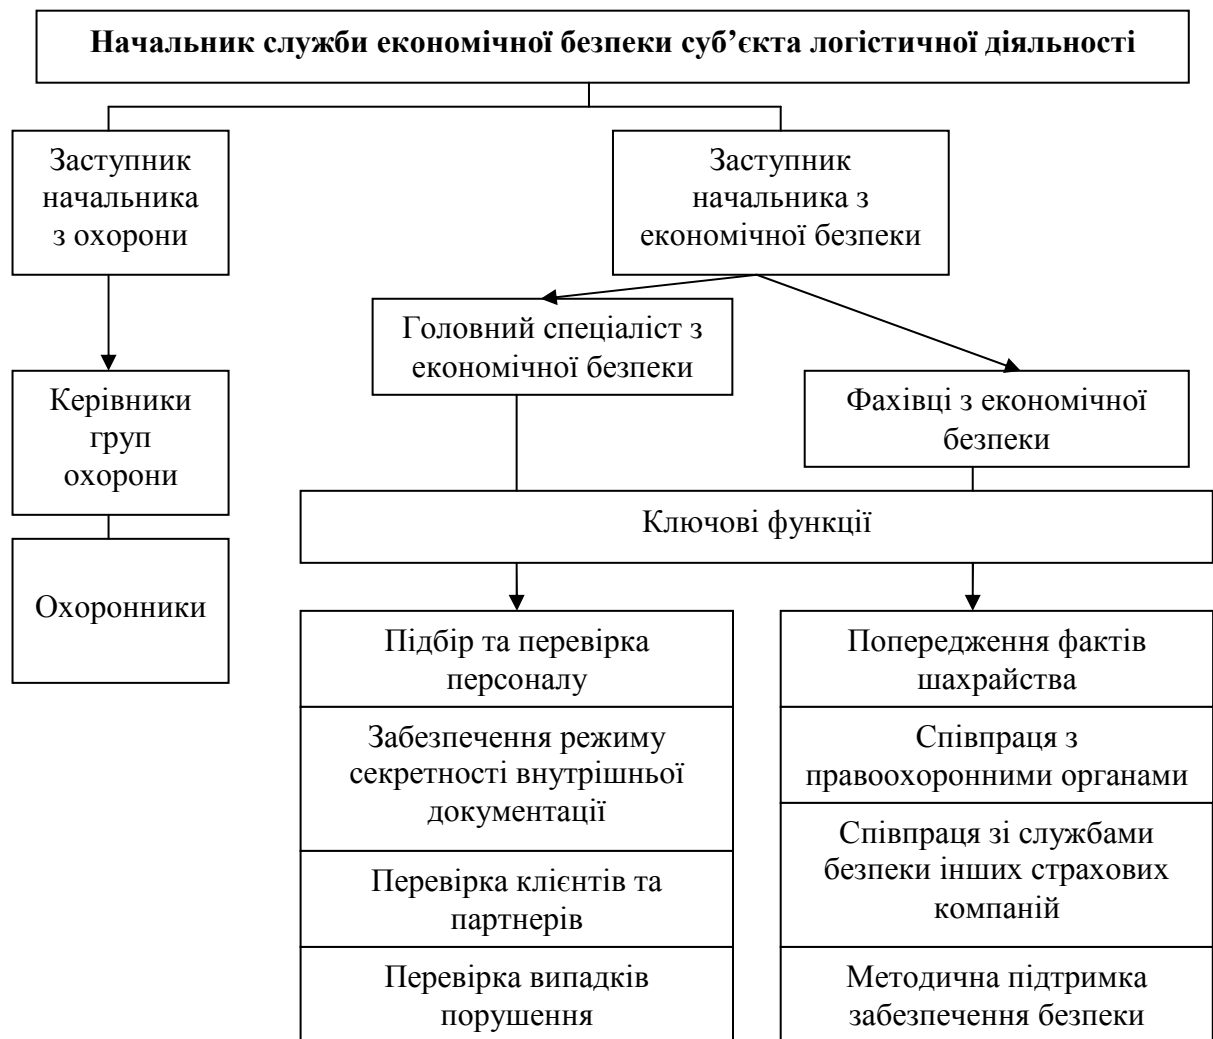 Начальник служби економічної безпеки суб’єкта логістичної діяльності
Заступник
начальника
з охорони
Заступник
начальника з
економічної безпеки
Головний спеціаліст з
економічної безпеки
Керівники
груп
охорони
Фахівці з економічної
безпеки
Ключові функції
Охоронники
Підбір та перевірка
персоналу
Забезпечення режиму
секретності внутрішньої
документації
Перевірка клієнтів та
партнерів
Перевірка випадків
порушення
Попередження фактів
шахрайства
Співпраця з
правоохоронними органами
Співпраця зі службами
безпеки інших страхових
компаній
Методична підтримка
забезпечення безпеки